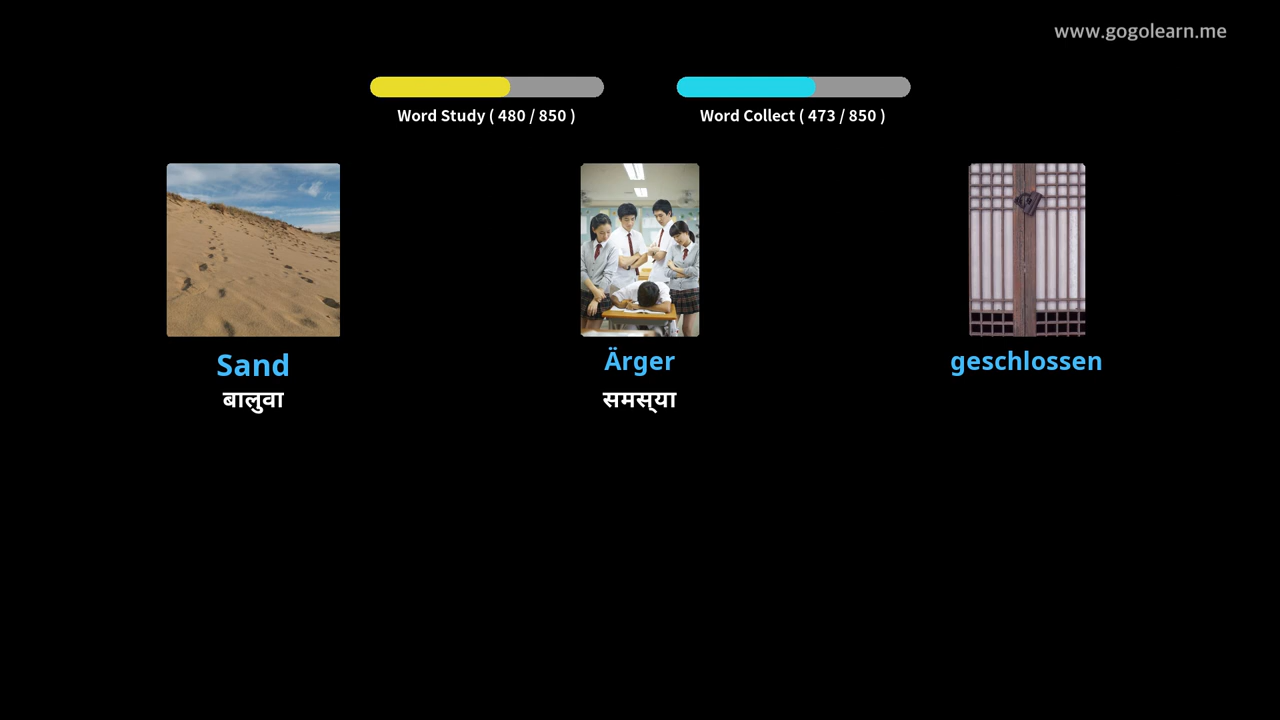 www.gogolearn.me
Word Study ( 480 / 850 )
Word Collect ( 473 / 850 )
Sand
Ärger
geschlossen
बालुवा
समस्या